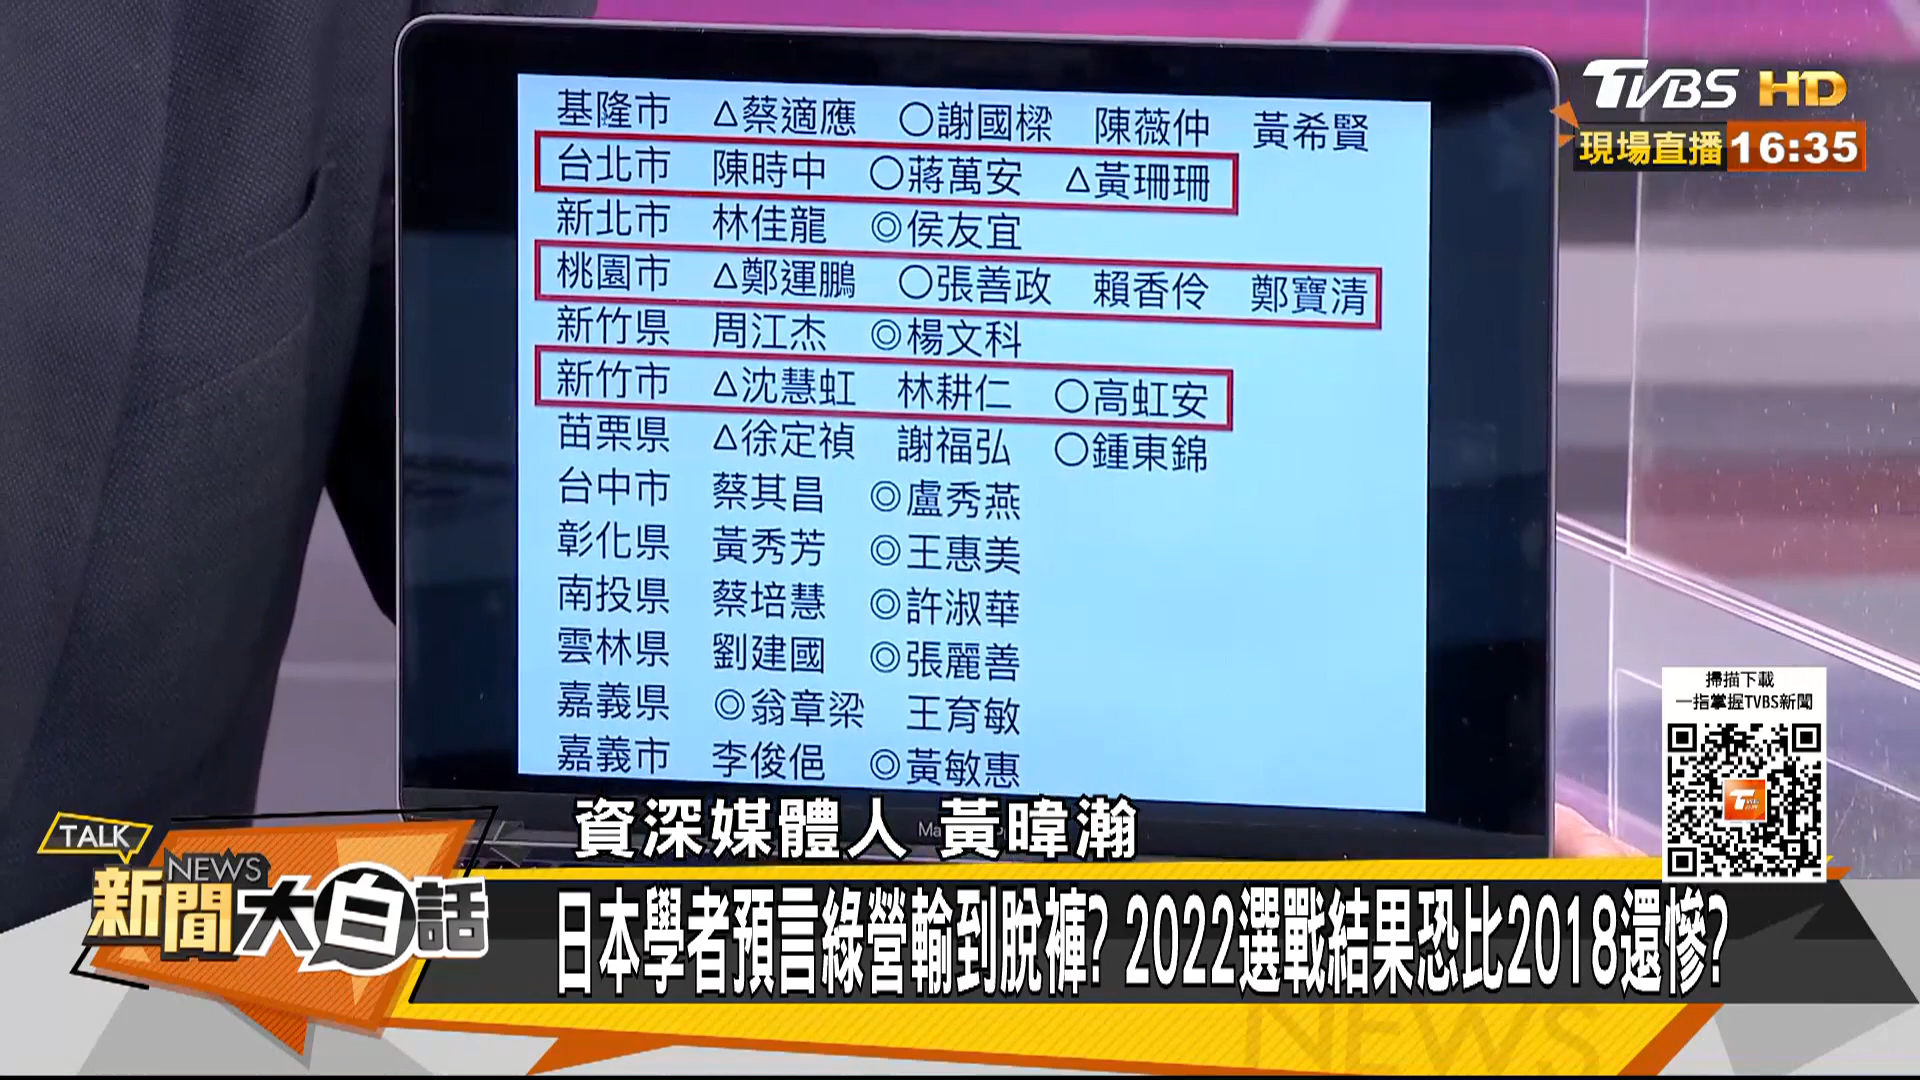 TVBS HD
現場直播 16:35
基隆市 △蔡適應 ○謝國樑 陳薇仲 黃希賢
台北市 陳時中 ○蔣萬安 △黃珊珊
新北市 林佳龍 ◎侯友宜
桃園市 △鄭運鵬 ○張善政 賴香伶 鄭寶清
新竹県 周江杰 ◎楊文科
新竹市 △沈慧虹 林耕仁 ○高虹安
苗栗県 △徐定禎 謝福弘 ○鍾東錦
台中市 蔡其昌 ◎盧秀燕
彰化県 黃秀芳 ◎王惠美
南投県 蔡培慧 ◎許淑華
雲林県 劉建國 ◎張麗善
嘉義県 ◎翁章梁 王育敏
嘉義市 李俊俋 ◎黃敏惠
掃描下載
一指掌握TVBS新聞
資深媒體人 黃暐瀚
TALK
NEWS
新聞大白話
日本學者預言綠營輸到脫褲? 2022選戰結果恐比2018還慘?
NEWS